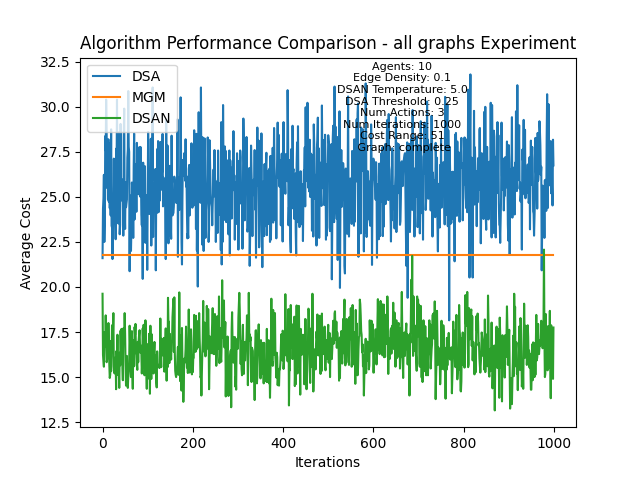 Algorithm Performance Comparison - all graphs Experiment
32.5
30.0
27.5
25.0
22.5
20.0
17.5
15.0
12.5
Average Cost
DSA
MGM
DSAN
Agents: 10
Edge Density: 0.1
DSAN Temperature: 5.0
DSA Threshold: 0.25
Num Actions: 3
Num Iterations: 1000
Cost Range: 51
Graph: complete
0
200
400
600
800
1000
Iterations